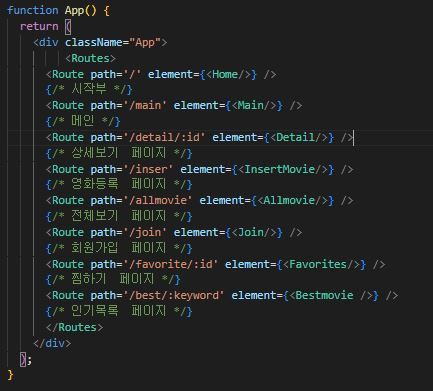 function App() {
return (
<div className="App">
<Routes>
<Route path='/' element={<Home/>} />
{/* 시작부 */}
<Route path='/main' element={<Main/>} />
{/* 메인 */}
<Route path='/detail/:id' element={<Detail/>} />
{/* 상세보기 페이지 */}
<Route path='/inser' element={<InsertMovie/>} />
{/* 영화등록 페이지 */}
<Route path='/allmovie' element={<Allmovie/>} />
{/* 전체보기 페이지 */}
<Route path='/join' element={<Join/>} />
{/* 회원가입 페이지 */}
<Route path='/favorite/:id' element={<Favorites/>} />
{/* 찜하기 페이지 */}
<Route path='/best/:keyword' element={<Bestmovie />} />
{/* 인기목록 페이지 */}
</Routes>
</div>
);
}